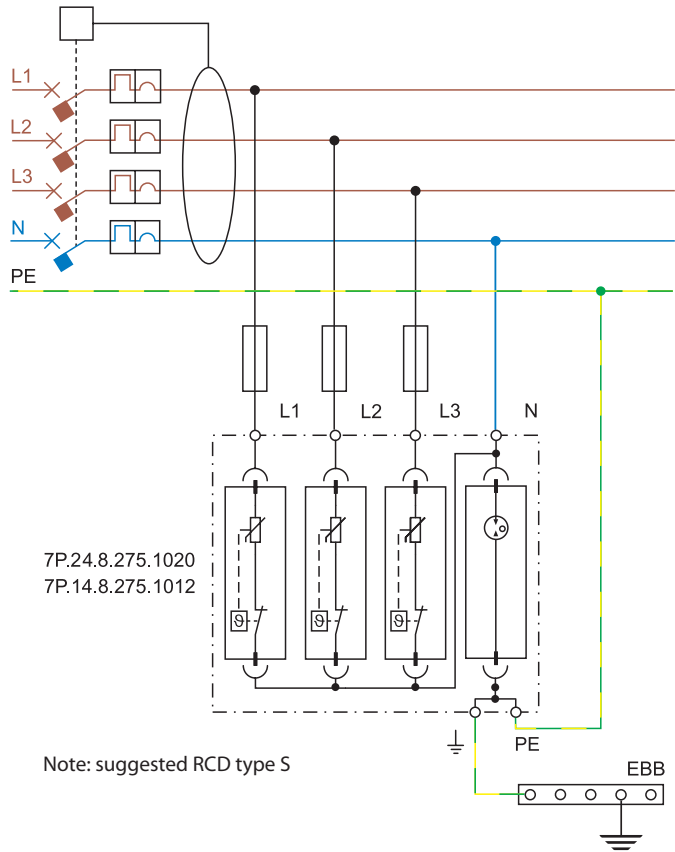 L1
L2
L3
N
PE
L1 L2 L3 N
7P.24.8.275.1020
7P.14.8.275.1012
ϑ ϑ ϑ
PE
Note: suggested RCD type S
EBB